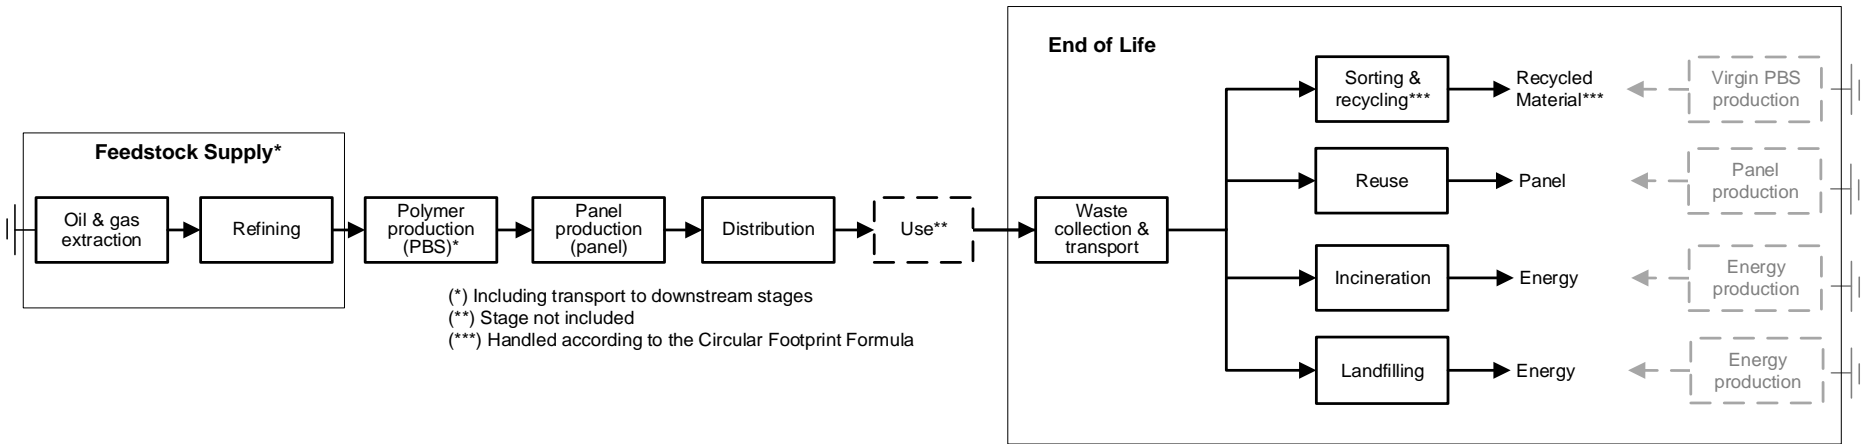 End of Life
Sorting &
recycling***
Recycled
Material***
Virgin PBS
production
Feedstock Supply*
Reuse
Panel
Panel
production
Oil & gas
extraction
Refining
Polymer
production
(PBS)*
Panel
production
(panel)
Distribution
Use**
Waste
collection &
transport
Incineration
Energy
Energy
production
(*) Including transport to downstream stages
(**) Stage not included
(***) Handled according to the Circular Footprint Formula
Landfilling
Energy
Energy
production